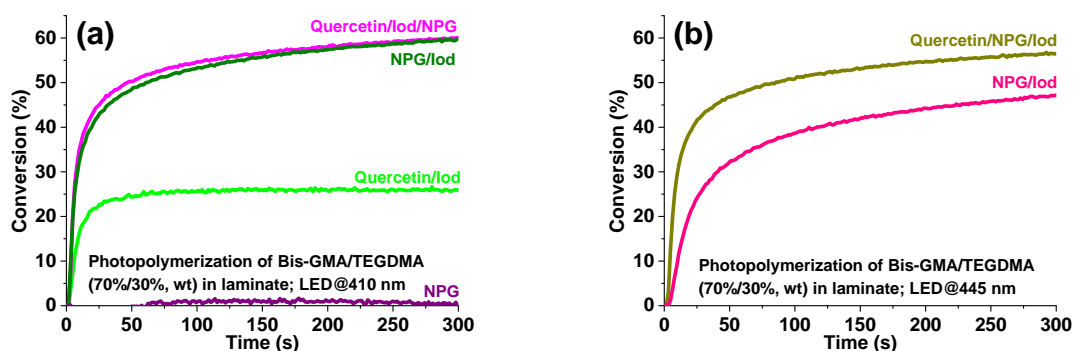 (a)
Quercetin/Iod/NPG
NPG/Iod
Quercetin/Iod
Photopolymerization of Bis-GMA/TEGDMA
(70%/30%, wt) in laminate; LED@410 nm
NPG
Conversion (%)
60
50
40
30
20
10
0
0 50 100 150 200 250 300
Time (s)
(b)
Quercetin/NPG/Iod
NPG/Iod
Photopolymerization of Bis-GMA/TEGDMA
(70%/30%, wt) in laminate; LED@445 nm
Conversion (%)
60
50
40
30
20
10
0
0 50 100 150 200 250 300
Time (s)